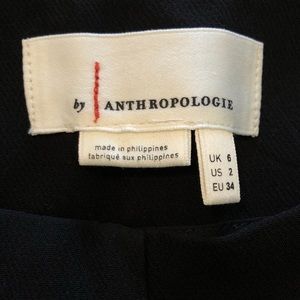 by ANTHROPOLOGIE
made in philippines
fabriqué aux philippines
UK 6
US 2
EU 34